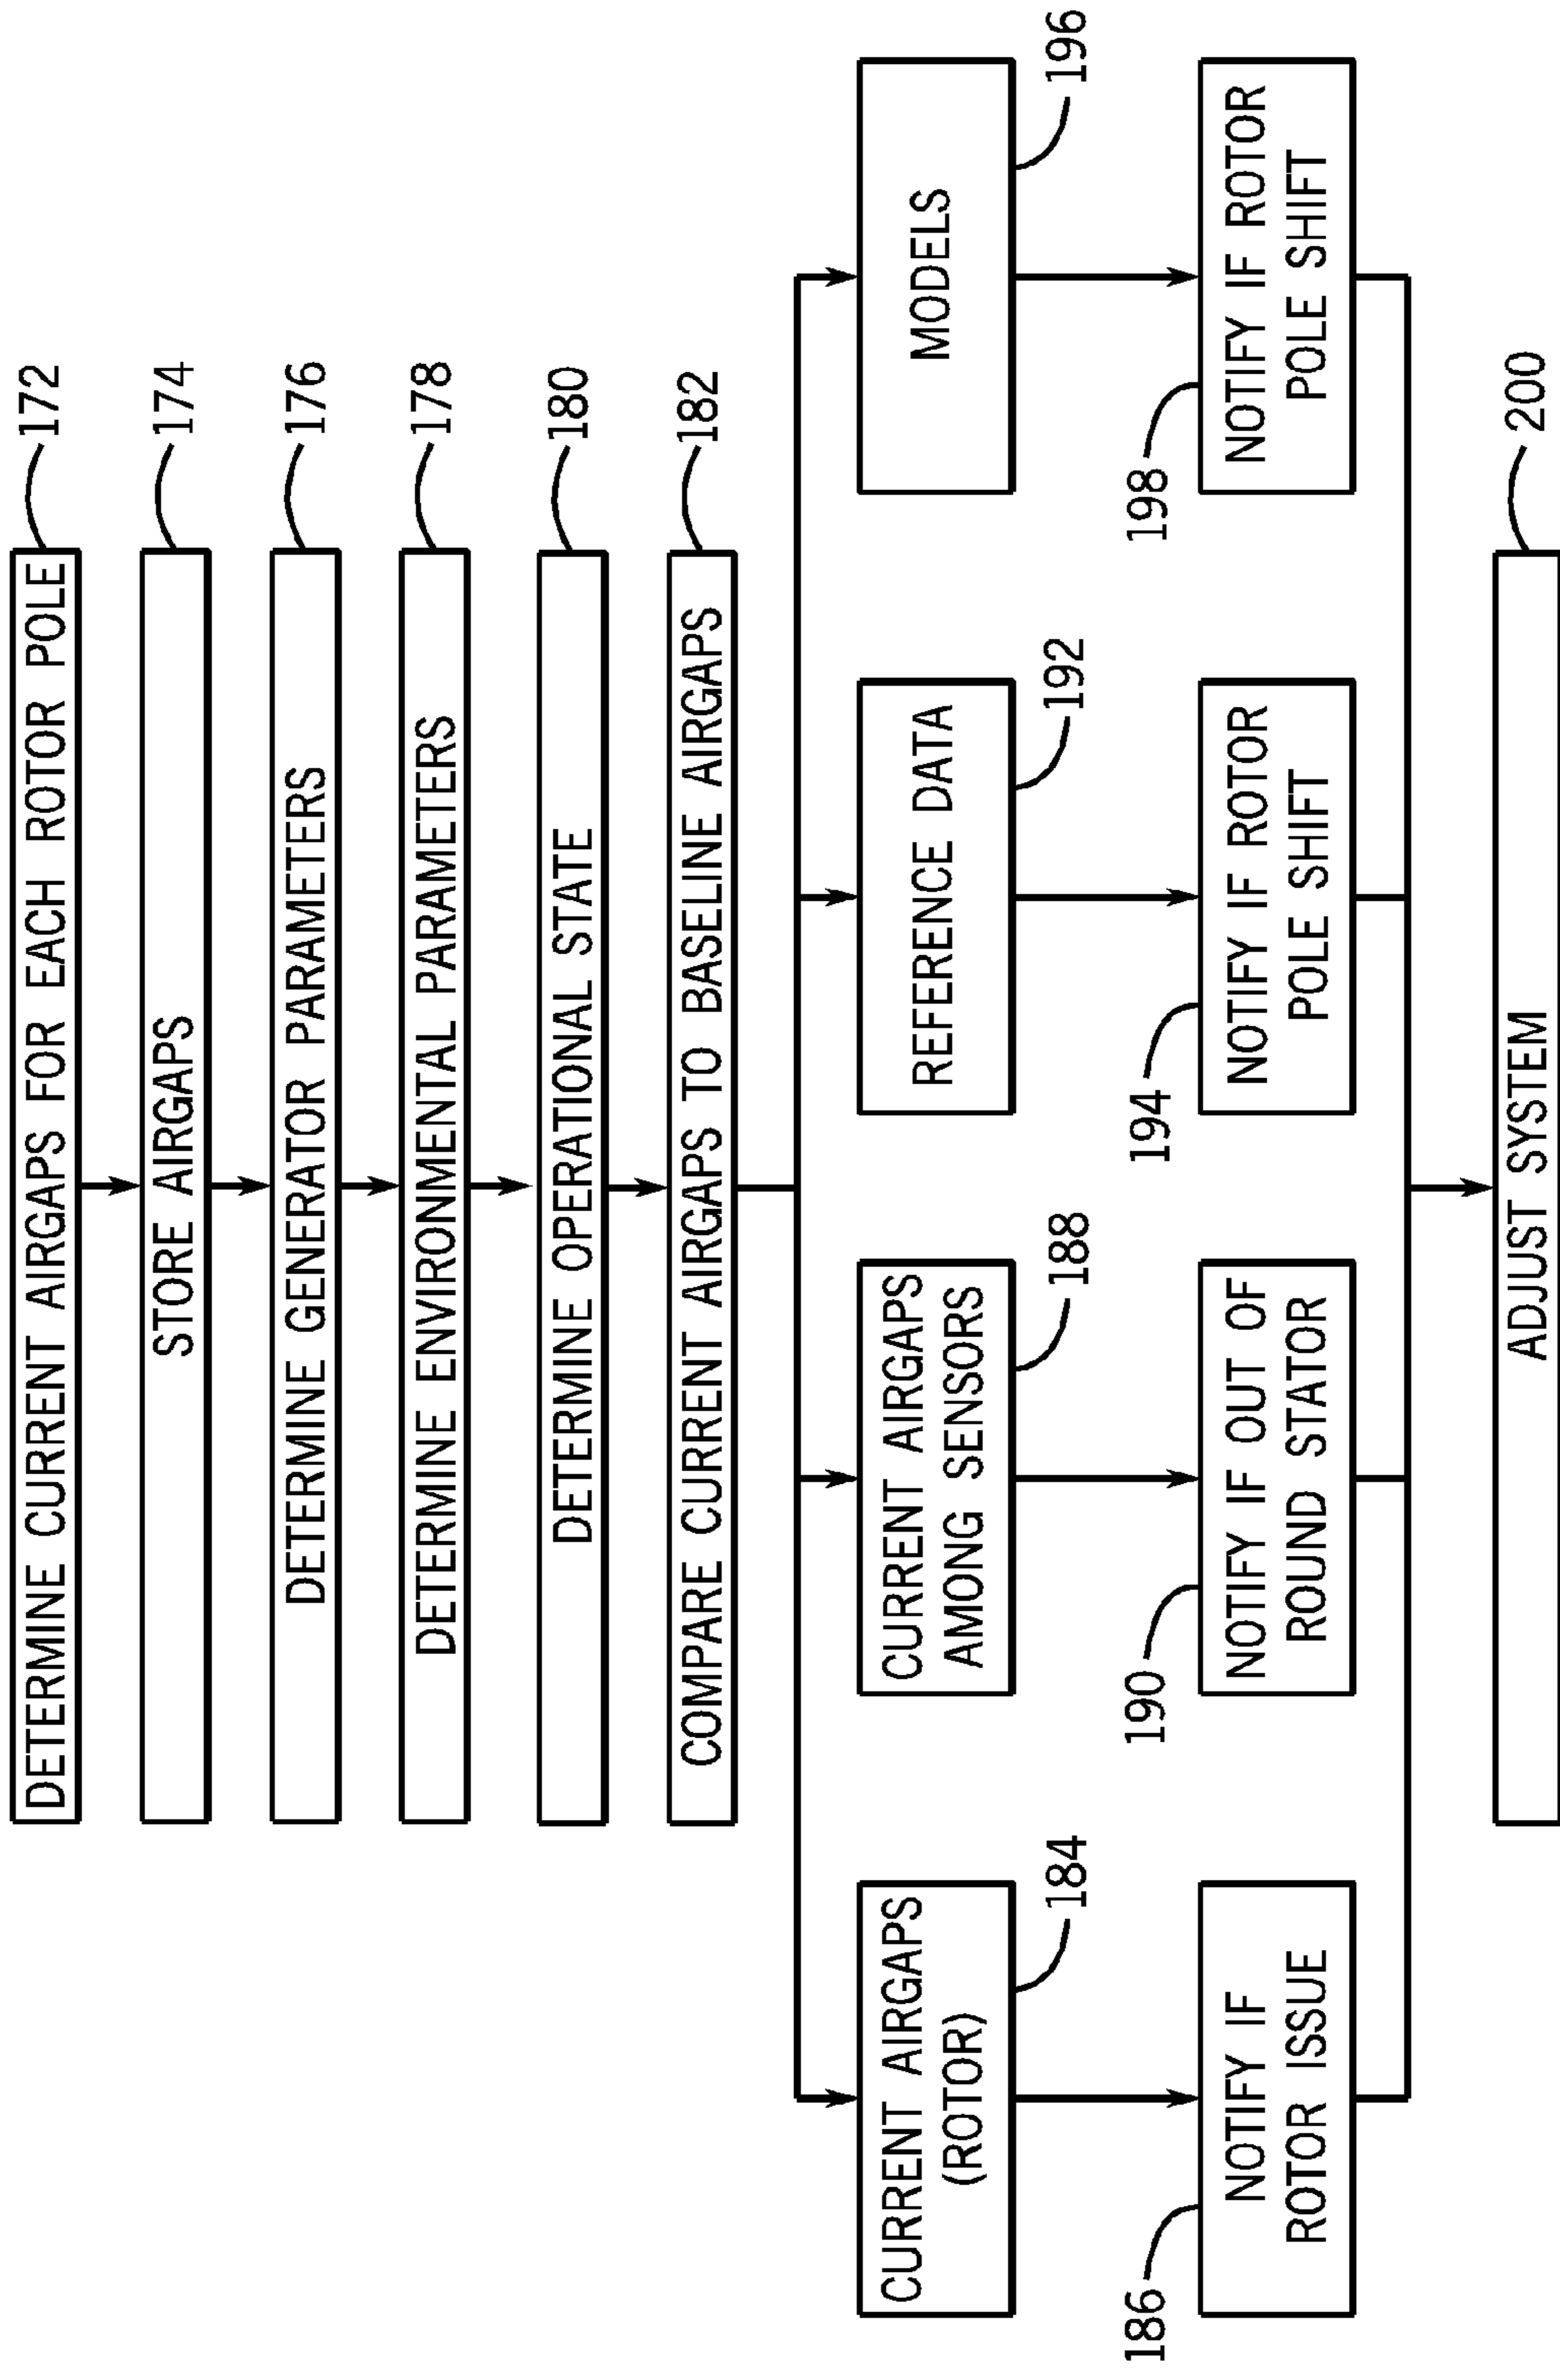 DETERMINE CURRENT AIRGAPS FOR EACH ROTOR POLE
172
STORE AIRGAPS
174
DETERMINE GENERATOR PARAMETERS
176
DETERMINE ENVIRONMENTAL PARAMETERS
178
DETERMINE OPERATIONAL STATE
180
COMPARE CURRENT AIRGAPS TO BASELINE AIRGAPS
182
CURRENT AIRGAPS
(ROTOR)
184
CURRENT AIRGAPS
AMONG SENSORS
188
REFERENCE DATA
192
MODELS
196
186
NOTIFY IF
ROTOR ISSUE
190
NOTIFY IF OUT OF
ROUND STATOR
194
NOTIFY IF ROTOR
POLE SHIFT
198
NOTIFY IF ROTOR
POLE SHIFT
ADJUST SYSTEM
200